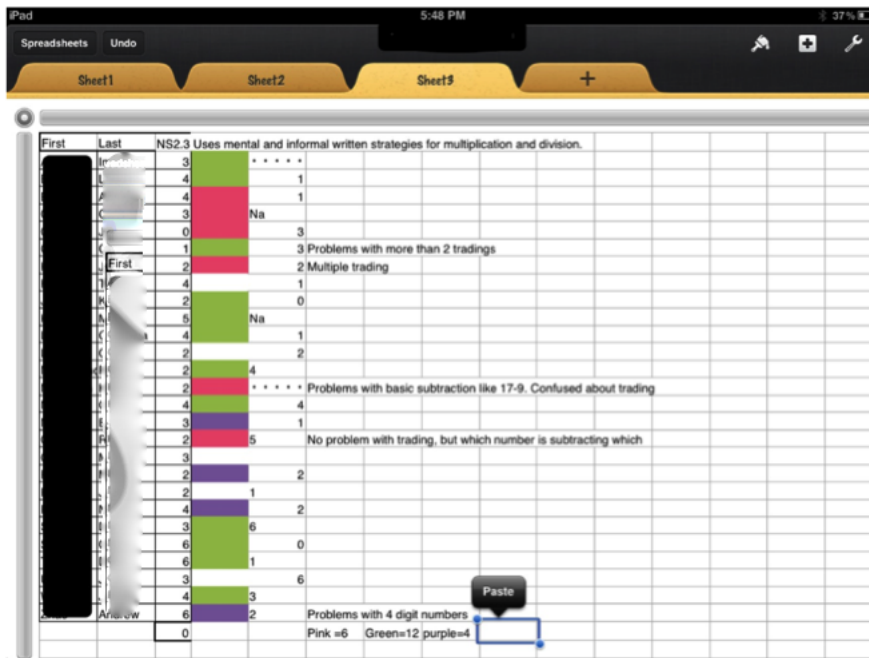 iPad 5:48 PM 37%
Spreadsheets Undo
Sheet1 Sheet2 Sheet3 +
First Last NS2.3 Uses mental and informal written strategies for multiplication and division.
3 * * * * *
4 1
4 1
3 Na
0 3
1 3 Problems with more than 2 tradings
First 2 2 Multiple trading
4 1
2 0
5 Na
4 1
2 2
2 4
2 * * * * * Problems with basic subtraction like 17-9. Confused about trading
4 4
3 1
2 5 No problem with trading, but which number is subtracting which
3
2 2
2 1
4 2
3 6
6 0
6 1
3 6
4 3
Paste
Andrew 6 2 Problems with 4 digit numbers
0 Pink =6 Green=12 purple=4